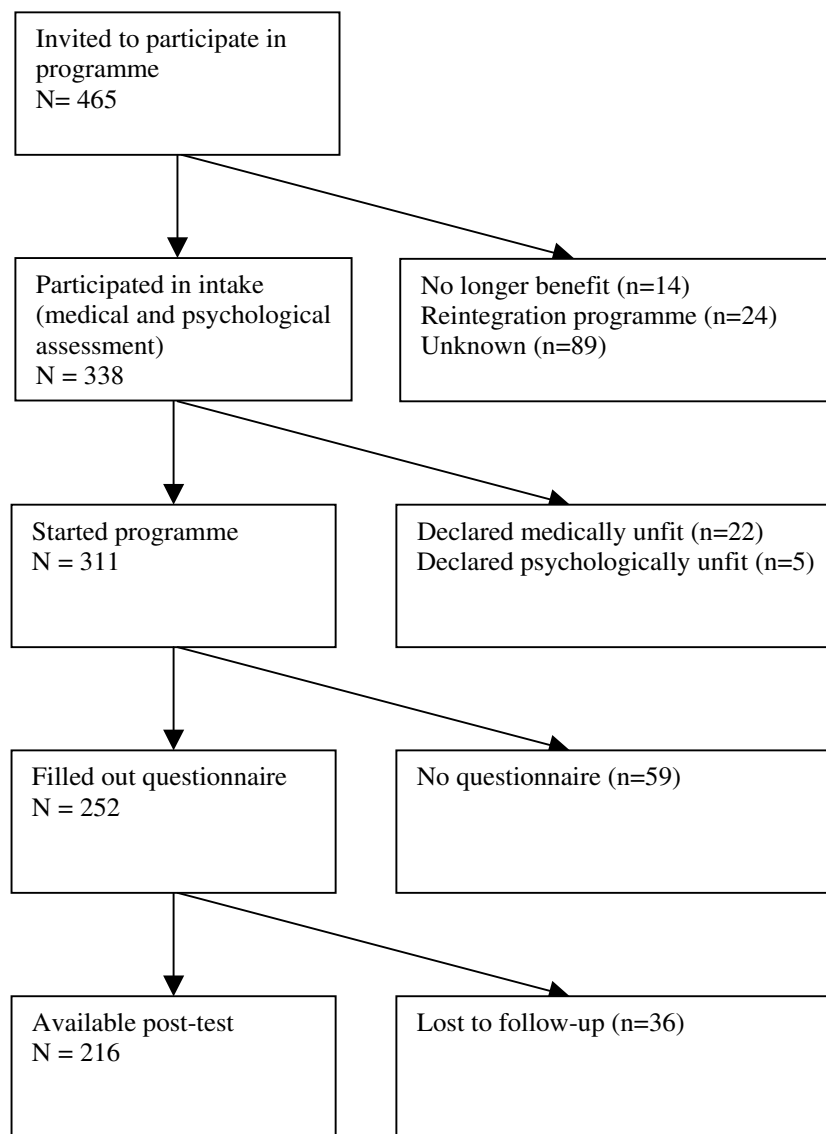 Invited to participate in
programme
N= 465
Participated in intake
(medical and psychological
assessment)
N = 338
No longer benefit (n=14)
Reintegration programme (n=24)
Unknown (n=89)
Started programme
N = 311
Declared medically unfit (n=22)
Declared psychologically unfit (n=5)
Filled out questionnaire
N = 252
No questionnaire (n=59)
Available post-test
N = 216
Lost to follow-up (n=36)